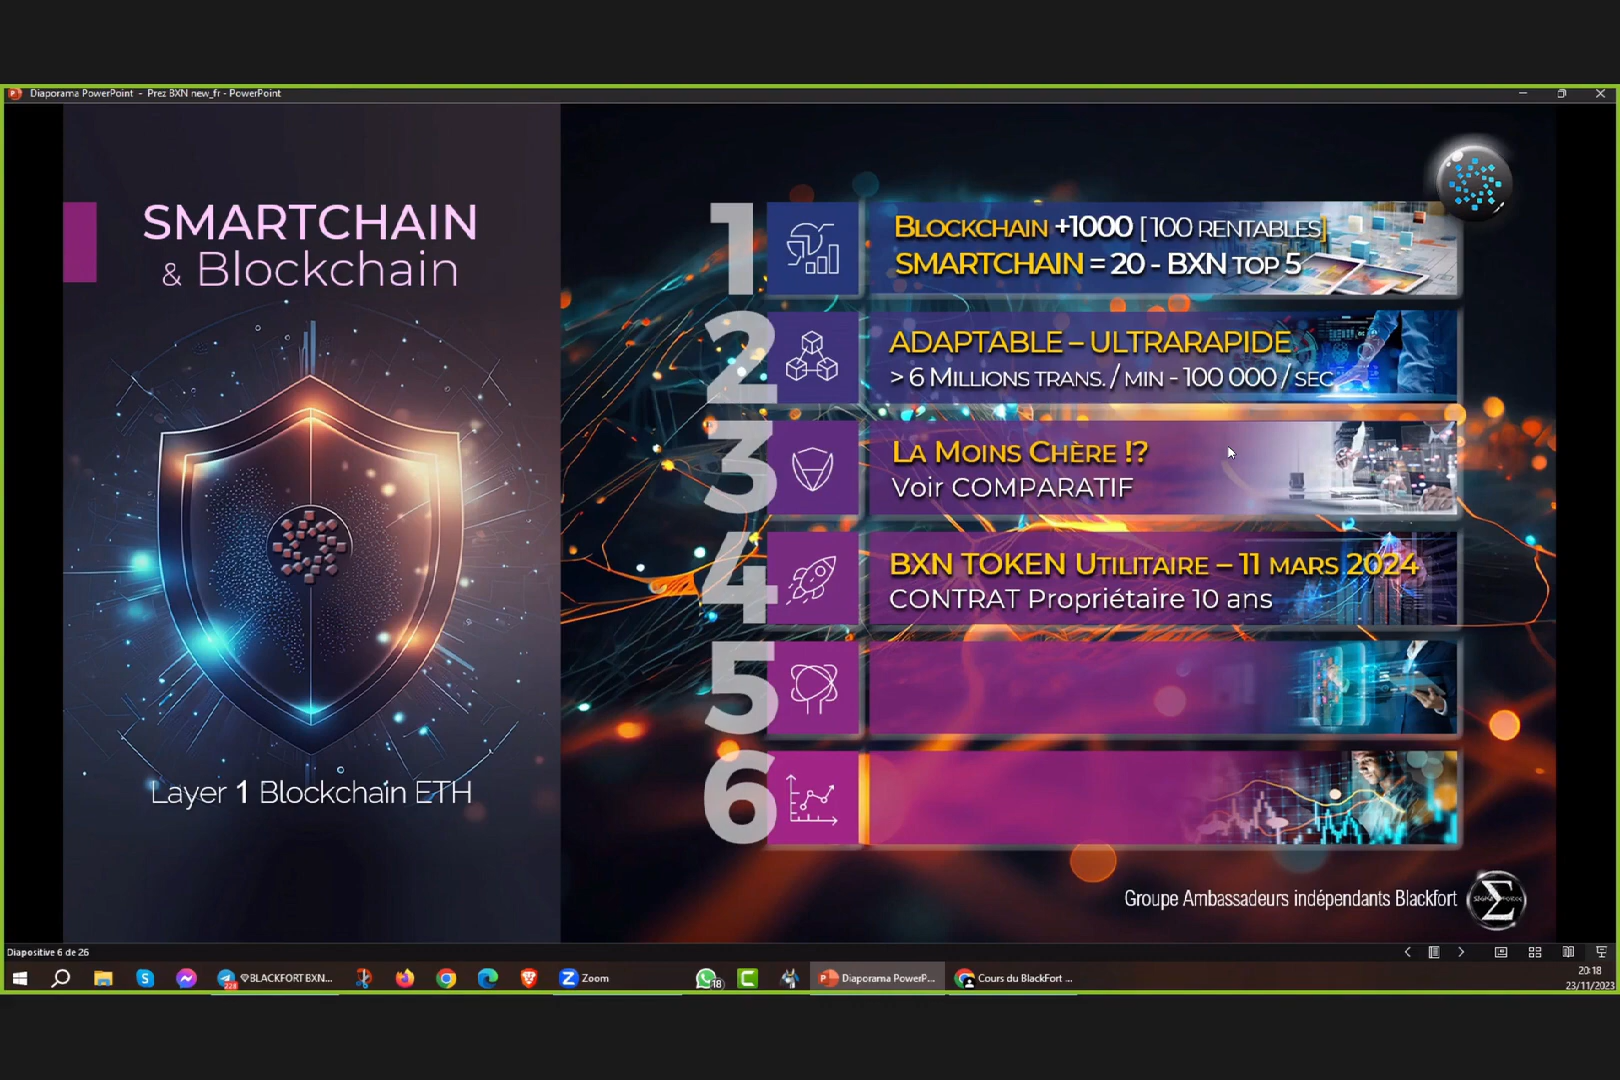 Diaporama PowerPoint - Prez BXN new_fr - PowerPoint
SMARTCHAIN
& Blockchain
Layer 1 Blockchain ETH
1
BLOCKCHAIN +1000 [ 100 RENTABLES]
SMARTCHAIN = 20 - BXN TOP 5
2
ADAPTABLE – ULTRARAPIDE
> 6 MILLIONS TRANS. / MIN - 100 000 / SEC
3
LA MOINS CHÈRE !?
Voir COMPARATIF
4
BXN TOKEN UTILITAIRE – 11 MARS 2024
CONTRAT Propriétaire 10 ans
5
6
Groupe Ambassadeurs indépendants Blackfort
Diapositive 6 de 26
228
BLACKFORT BXN...
Zoom
18
Diaporama PowerP...
Cours du BlackFort ...
20:18
23/11/2023